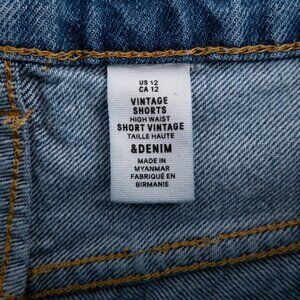 US 12
CA 12
VINTAGE
SHORTS
HIGH WAIST
SHORT VINTAGE
TAILLE HAUTE
&DENIM
MADE IN
MYANMAR
FABRIQUÉ EN
BIRMANIE